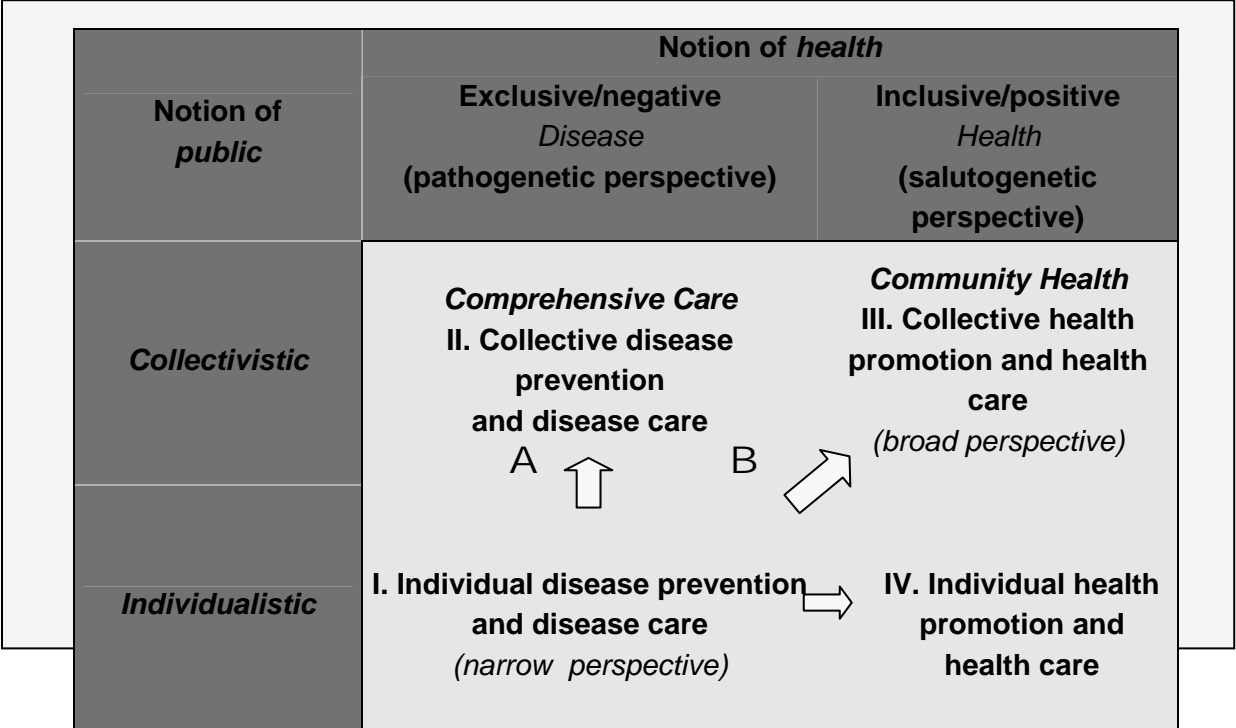 Notion of health
Notion of
public
Exclusive/negative
Disease
(pathogenetic perspective)
Inclusive/positive
Health
(salutogenetic
perspective)
Collectivistic
Comprehensive Care
II. Collective disease
prevention
and disease care
Community Health
III. Collective health
promotion and health
care
(broad perspective)
A
B
Individualistic
I. Individual disease prevention
and disease care
(narrow perspective)
IV. Individual health
promotion and
health care